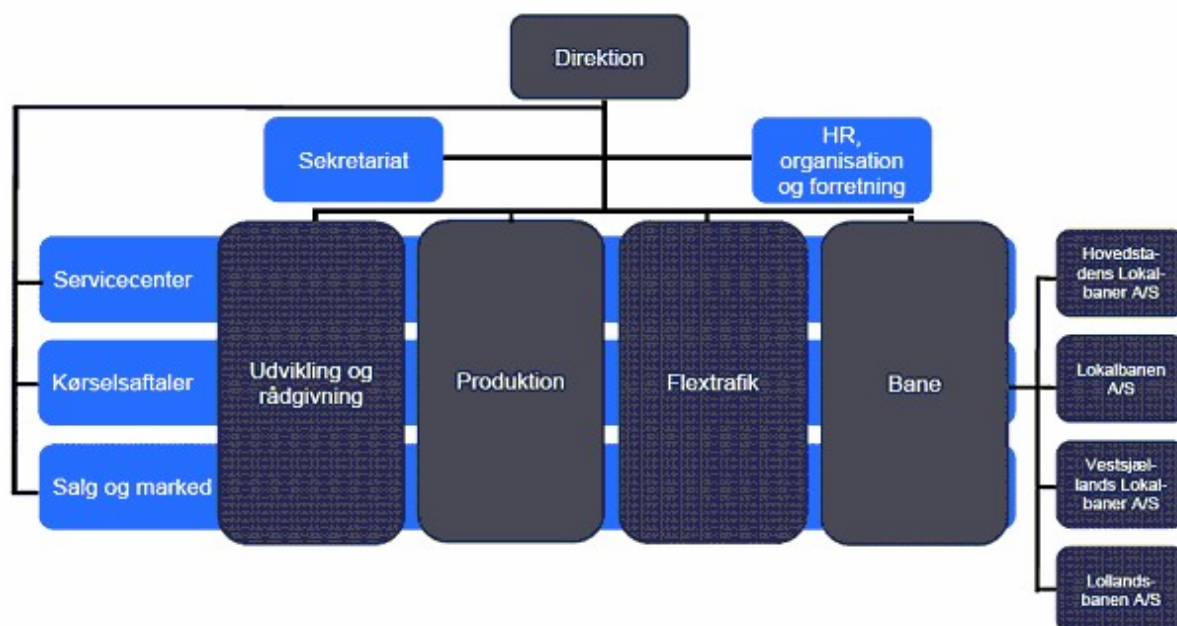 Direktion
Sekretariat
HR,
organisation
og forretning
Servicecenter
Kørselsaftaler
Salg og marked
Udvikling og
rådgivning
Produktion
Flextrafik
Bane
Hovedsta-
dens Lokal-
baner A/S
Lokalbanen
A/S
Vestsjæl-
lands Lokal-
baner A/S
Lollands-
banen A/S